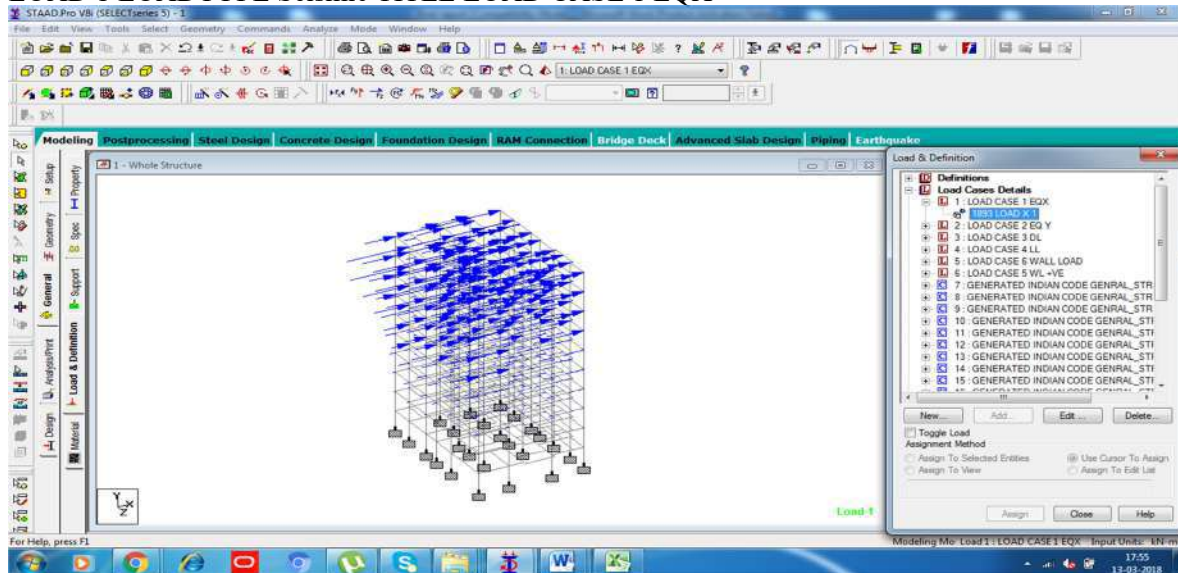 STAAD.Pro V8i (SELECTseries 5) - 1
File Edit View Tools Select Geometry Commands Analyze Mode Window Help
1: LOAD CASE 1 EQX
Modeling Postprocessing Steel Design Concrete Design Foundation Design RAM Connection Bridge Deck Advanced Slab Design Piping Earthquake
Setup
Geometry
General
Analysis/Print
Design
Property
Spec
Support
Load & Definition
Material
1 - Whole Structure
Y
X
Z
Load 1
Load & Definition
Definitions
Load Cases Details
1 : LOAD CASE 1 EQX
1893 LOAD X 1
2 : LOAD CASE 2 EQ Y
3 : LOAD CASE 3 DL
4 : LOAD CASE 4 LL
5 : LOAD CASE 6 WALL LOAD
6 : LOAD CASE 5 WL +VE
7 : GENERATED INDIAN CODE GENRAL_STR
8 : GENERATED INDIAN CODE GENRAL_STR
9 : GENERATED INDIAN CODE GENRAL_STR
10 : GENERATED INDIAN CODE GENRAL_STI
11 : GENERATED INDIAN CODE GENRAL_STI
12 : GENERATED INDIAN CODE GENRAL_STI
13 : GENERATED INDIAN CODE GENRAL_STI
14 : GENERATED INDIAN CODE GENRAL_STI
15 : GENERATED INDIAN CODE GENRAL_STI
New... Add... Edit ... Delete...
Toggle Load
Assignment Method
Assign To Selected Entities Use Cursor To Assign
Assign To View Assign To Edit List
Assign Close Help
For Help, press F1
Modeling Mo Load 1 : LOAD CASE 1 EQX Input Units: kN-m
17:55
13-03-2018